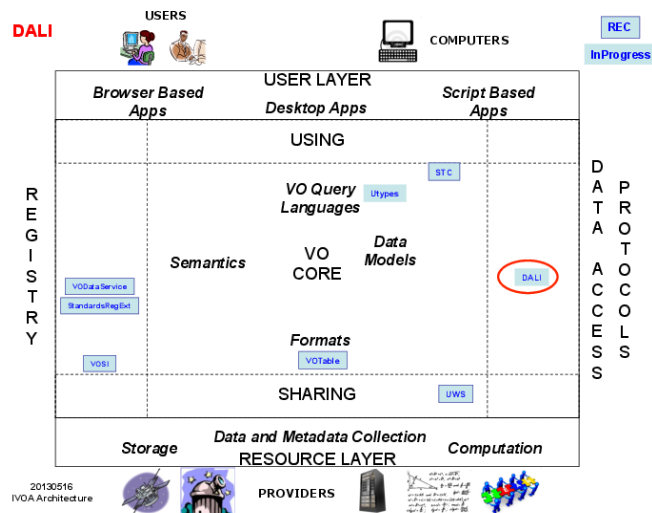 DALI
USERS
COMPUTERS
REC
InProgress
USER LAYER
Browser Based
Apps
Desktop Apps
Script Based
Apps
USING
REGISTRY
VO Query
Languages
Utypes
STC
Semantics
VO
CORE
Data
Models
DALI
VODataService
StandardsRegExt
VOSI
Formats
VOTable
SHARING
UWS
DATA ACCESS
PROTOCOLS
Storage
Data and Metadata Collection
Computation
RESOURCE LAYER
20130516
IVOA Architecture
PROVIDERS